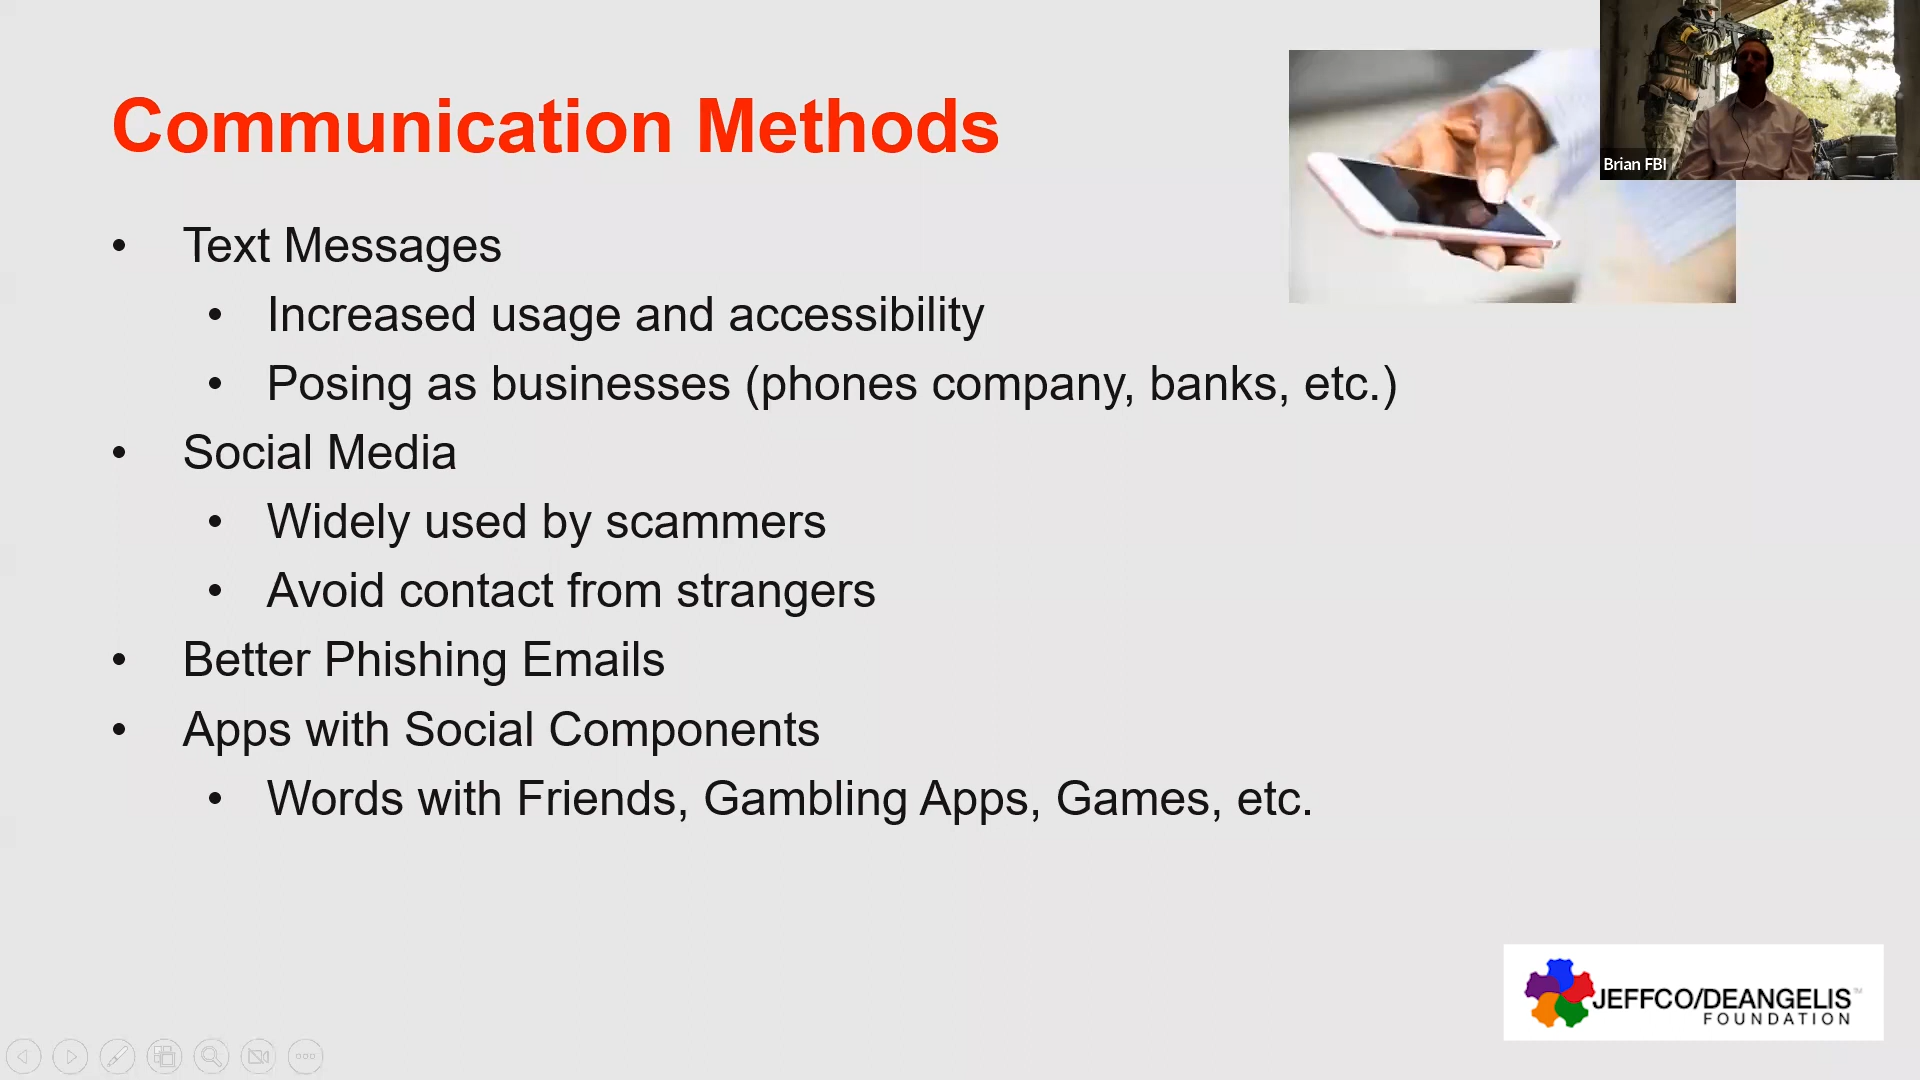 Communication Methods
Brian FBI
• Text Messages
• Increased usage and accessibility
• Posing as businesses (phones company, banks, etc.)
• Social Media
• Widely used by scammers
• Avoid contact from strangers
• Better Phishing Emails
• Apps with Social Components
• Words with Friends, Gambling Apps, Games, etc.
JEFFCO/DEANGELIS™
FOUNDATION